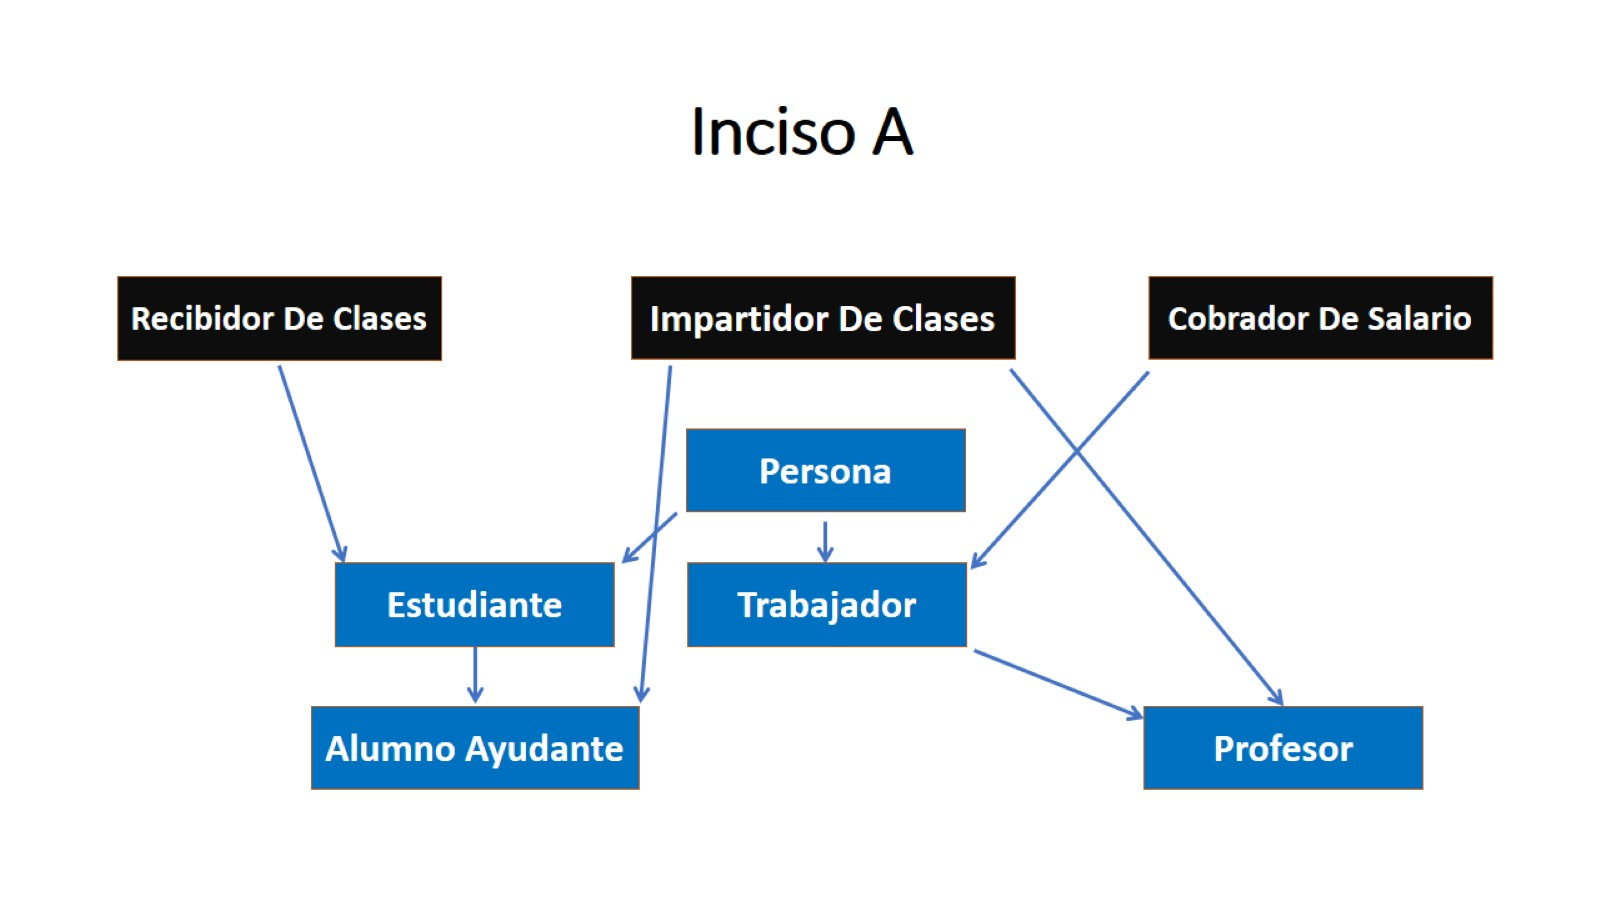 Inciso A
Recibidor De Clases
Impartidor De Clases
Cobrador De Salario
Persona
Estudiante
Trabajador
Alumno Ayudante
Profesor